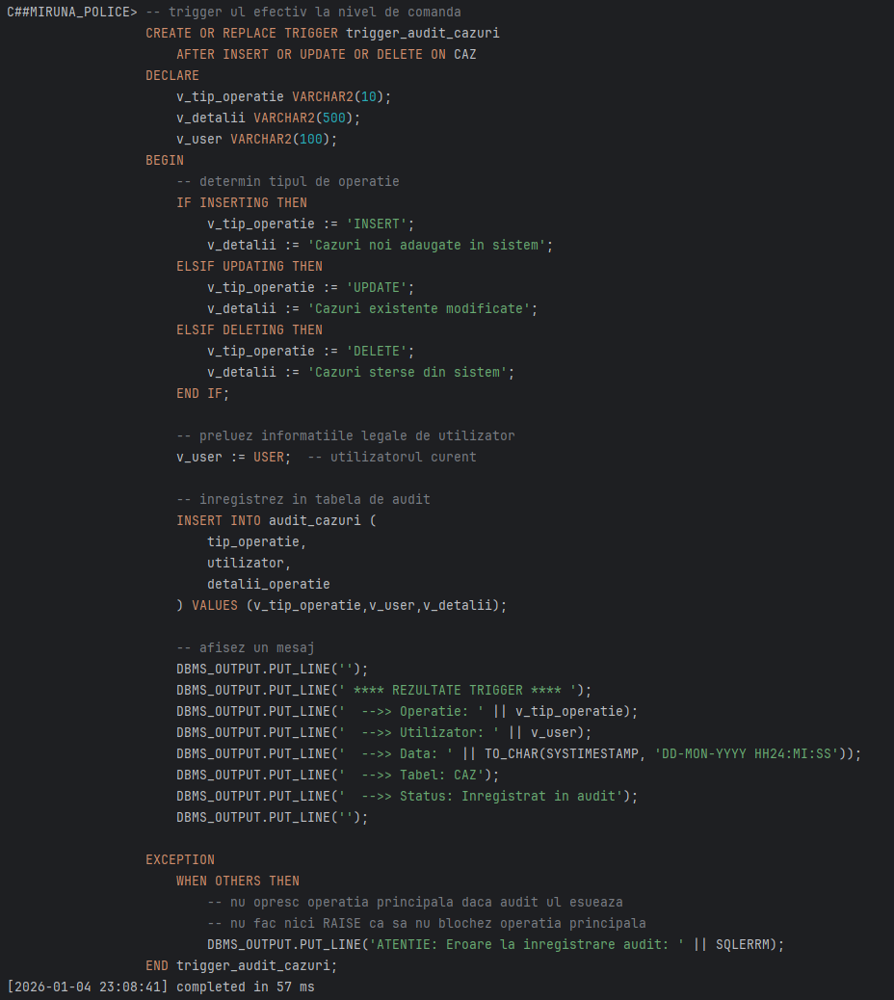 C##MIRUNA_POLICE> -- trigger ul efectiv la nivel de comanda
CREATE OR REPLACE TRIGGER trigger_audit_cazuri
    AFTER INSERT OR UPDATE OR DELETE ON CAZ
DECLARE
    v_tip_operatie VARCHAR2(10);
    v_detalii VARCHAR2(500);
    v_user VARCHAR2(100);
BEGIN
    -- determin tipul de operatie
    IF INSERTING THEN
        v_tip_operatie := 'INSERT';
        v_detalii := 'Cazuri noi adaugate in sistem';
    ELSIF UPDATING THEN
        v_tip_operatie := 'UPDATE';
        v_detalii := 'Cazuri existente modificate';
    ELSIF DELETING THEN
        v_tip_operatie := 'DELETE';
        v_detalii := 'Cazuri sterse din sistem';
    END IF;

    -- preluez informatiile legale de utilizator
    v_user := USER;  -- utilizatorul curent

    -- inregistrez in tabela de audit
    INSERT INTO audit_cazuri (
        tip_operatie,
        utilizator,
        detalii_operatie
    ) VALUES (v_tip_operatie,v_user,v_detalii);

    -- afisez un mesaj
    DBMS_OUTPUT.PUT_LINE('');
    DBMS_OUTPUT.PUT_LINE(' **** REZULTATE TRIGGER **** ');
    DBMS_OUTPUT.PUT_LINE('  -->> Operatie: ' || v_tip_operatie);
    DBMS_OUTPUT.PUT_LINE('  -->> Utilizator: ' || v_user);
    DBMS_OUTPUT.PUT_LINE('  -->> Data: ' || TO_CHAR(SYSTIMESTAMP, 'DD-MON-YYYY HH24:MI:SS'));
    DBMS_OUTPUT.PUT_LINE('  -->> Tabel: CAZ');
    DBMS_OUTPUT.PUT_LINE('  -->> Status: Inregistrat in audit');
    DBMS_OUTPUT.PUT_LINE('');

EXCEPTION
    WHEN OTHERS THEN
        -- nu opresc operatia principala daca audit ul esueaza
        -- nu fac nici RAISE ca sa nu blochez operatia principala
        DBMS_OUTPUT.PUT_LINE('ATENTIE: Eroare la inregistrare audit: ' || SQLERRM);
END trigger_audit_cazuri;
[2026-01-04 23:08:41] completed in 57 ms